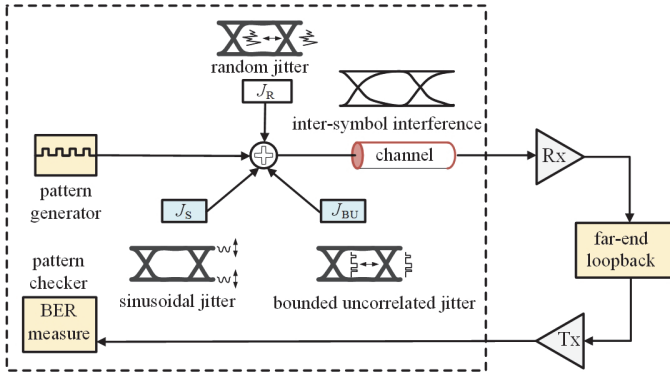 random jitter
J_R
inter-symbol interference
pattern
generator
channel
Rx
J_S
J_BU
far-end
loopback
sinusoidal jitter
bounded uncorrelated jitter
pattern
checker
BER
measure
Tx